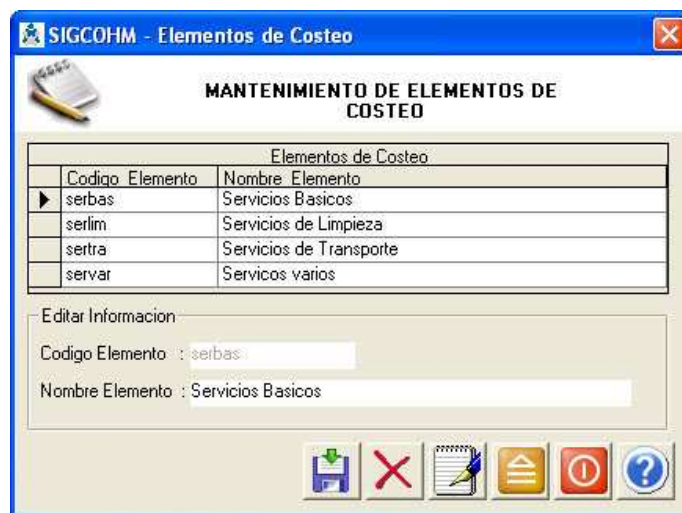 SIGCOHM - Elementos de Costeo
MANTENIMIENTO DE ELEMENTOS DE
COSTEO
Elementos de Costeo
Codigo Elemento Nombre Elemento
serbas Servicios Basicos
serlim Servicios de Limpieza
sertra Servicios de Transporte
servar Servicos varios
Editar Informacion
Codigo Elemento : serbas
Nombre Elemento : Servicios Basicos